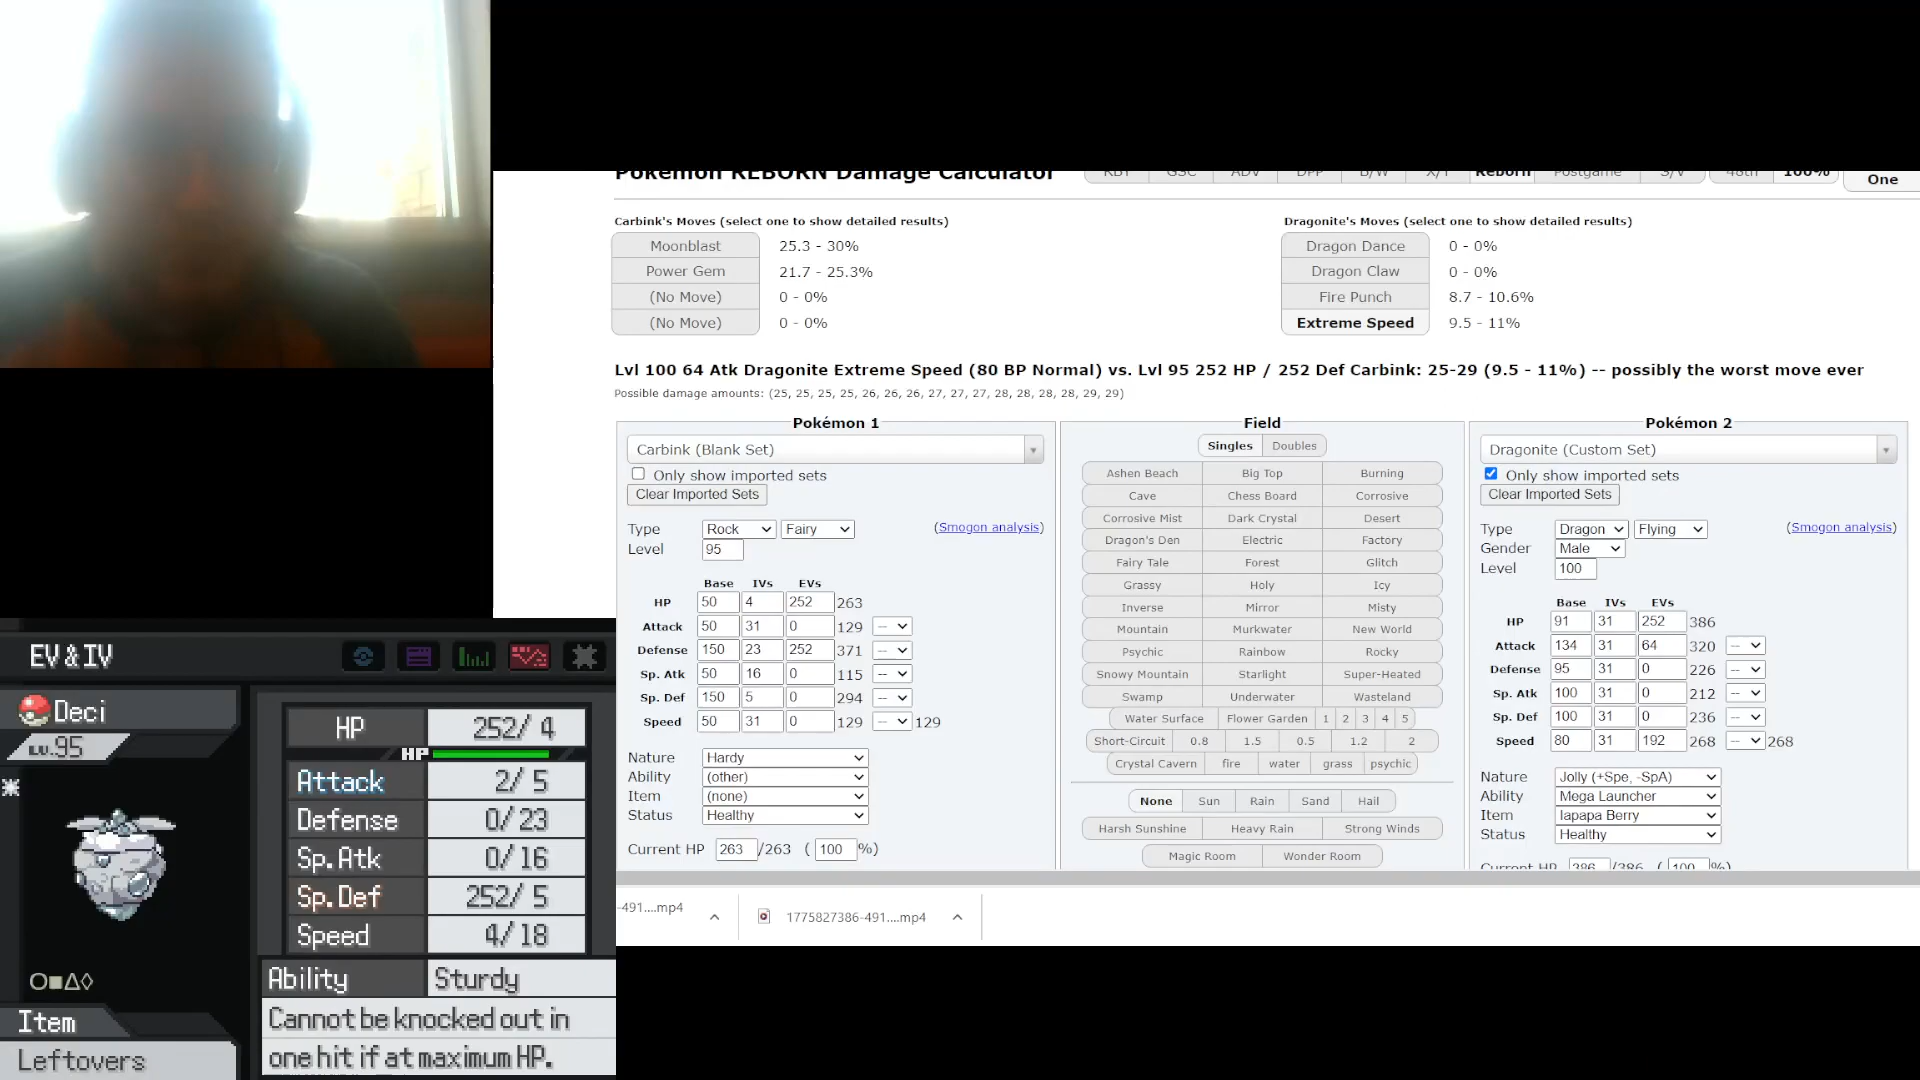 Pokémon REBORN Damage Calculator
RBY GSC ADV DPP B/W X/Y Reborn Postgame S/V 48th 100% One
Carbink's Moves (select one to show detailed results)
Moonblast 25.3 - 30%
Power Gem 21.7 - 25.3%
(No Move) 0 - 0%
(No Move) 0 - 0%
Dragonite's Moves (select one to show detailed results)
Dragon Dance 0 - 0%
Dragon Claw 0 - 0%
Fire Punch 8.7 - 10.6%
Extreme Speed 9.5 - 11%
Lvl 100 64 Atk Dragonite Extreme Speed (80 BP Normal) vs. Lvl 95 252 HP / 252 Def Carbink: 25-29 (9.5 - 11%) -- possibly the worst move ever
Possible damage amounts: (25, 25, 25, 25, 26, 26, 26, 27, 27, 27, 28, 28, 28, 28, 29, 29)
Pokémon 1
Carbink (Blank Set)
Only show imported sets
Clear Imported Sets
Type Rock Fairy (Smogon analysis)
Level 95
Base IVs EVs
HP 50 4 252 263
Attack 50 31 0 129 --
Defense 150 23 252 371 --
Sp. Atk 50 16 0 115 --
Sp. Def 150 5 0 294 --
Speed 50 31 0 129 -- 129
Nature Hardy
Ability (other)
Item (none)
Status Healthy
Current HP 263 /263 ( 100 %)
Field
Singles Doubles
Ashen Beach Big Top Burning
Cave Chess Board Corrosive
Corrosive Mist Dark Crystal Desert
Dragon's Den Electric Factory
Fairy Tale Forest Glitch
Grassy Holy Icy
Inverse Mirror Misty
Mountain Murkwater New World
Psychic Rainbow Rocky
Snowy Mountain Starlight Super-Heated
Swamp Underwater Wasteland
Water Surface Flower Garden 1 2 3 4 5
Short-Circuit 0.8 1.5 0.5 1.2 2
Crystal Cavern fire water grass psychic
None Sun Rain Sand Hail
Harsh Sunshine Heavy Rain Strong Winds
Magic Room Wonder Room
Pokémon 2
Dragonite (Custom Set)
Only show imported sets
Clear Imported Sets
Type Dragon Flying (Smogon analysis)
Gender Male
Level 100
Base IVs EVs
HP 91 31 252 386
Attack 134 31 64 320 --
Defense 95 31 0 226 --
Sp. Atk 100 31 0 212 --
Sp. Def 100 31 0 236 --
Speed 80 31 192 268 -- 268
Nature Jolly (+Spe, -SpA)
Ability Mega Launcher
Item Iapapa Berry
Status Healthy
Current HP 386 /386 ( 100 %)
-491....mp4
1775827386-491....mp4
EV & IV
Deci
Lv.95
HP 252/ 4
HP
Attack 2/ 5
Defense 0/23
Sp.Atk 0/16
Sp.Def 252/ 5
Speed 4/18
Ability Sturdy
Cannot be knocked out in
one hit if at maximum HP.
Item
Leftovers